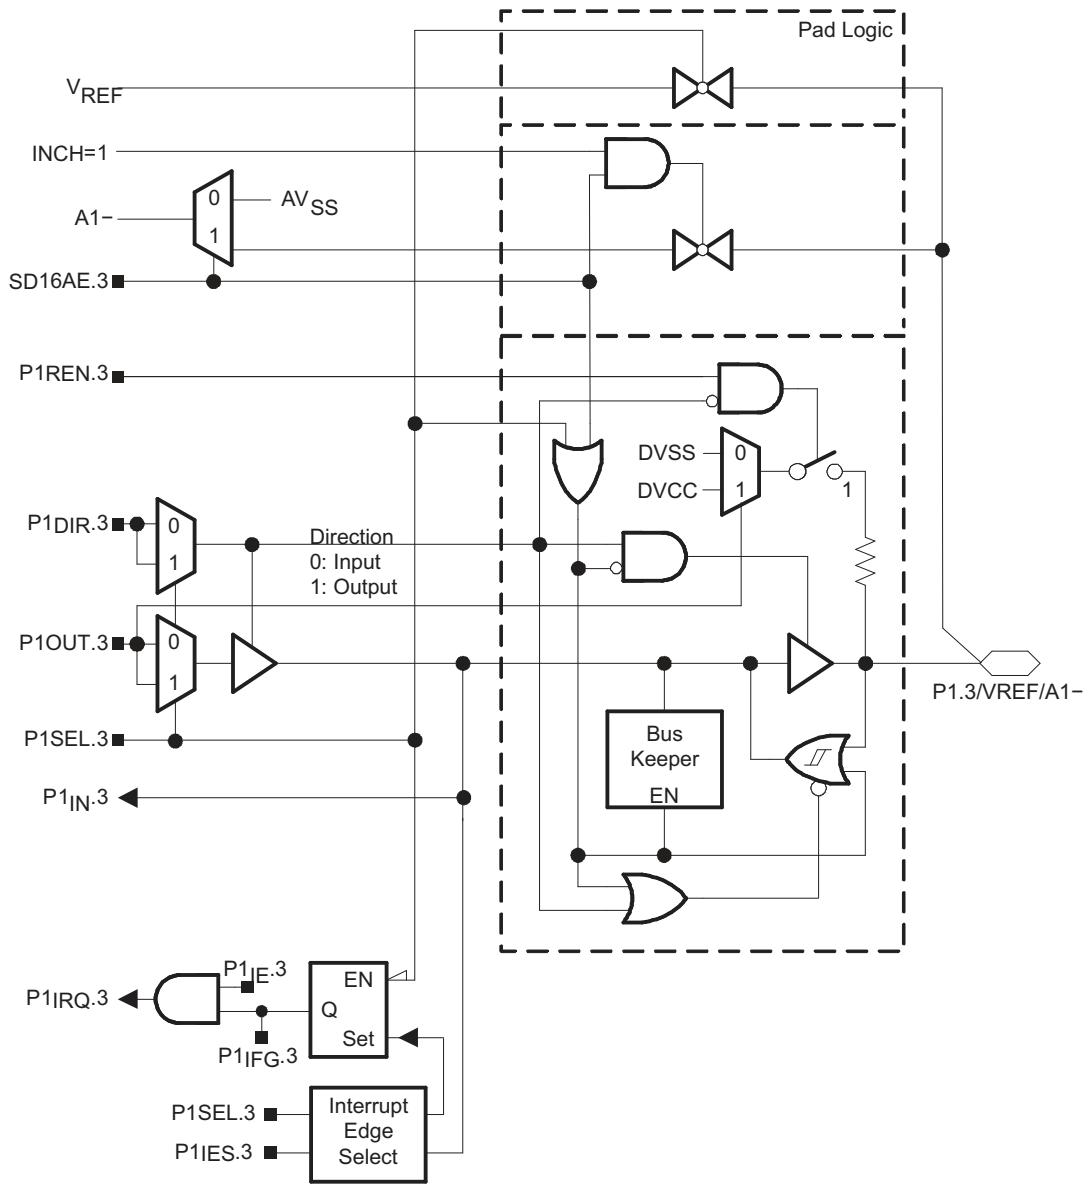 Pad Logic
VREF
INCH=1
0
AVSS
A1−
1
SD16AE.3
P1REN.3
DVSS
0
DVCC
1
1
P1DIR.3
0
1
Direction
0: Input
1: Output
P1OUT.3
0
1
P1.3/VREF/A1−
P1SEL.3
Bus
Keeper
EN
P1IN.3
P1IE.3
EN
P1IRQ.3
Q
Set
P1IFG.3
P1SEL.3
P1IES.3
Interrupt
Edge
Select